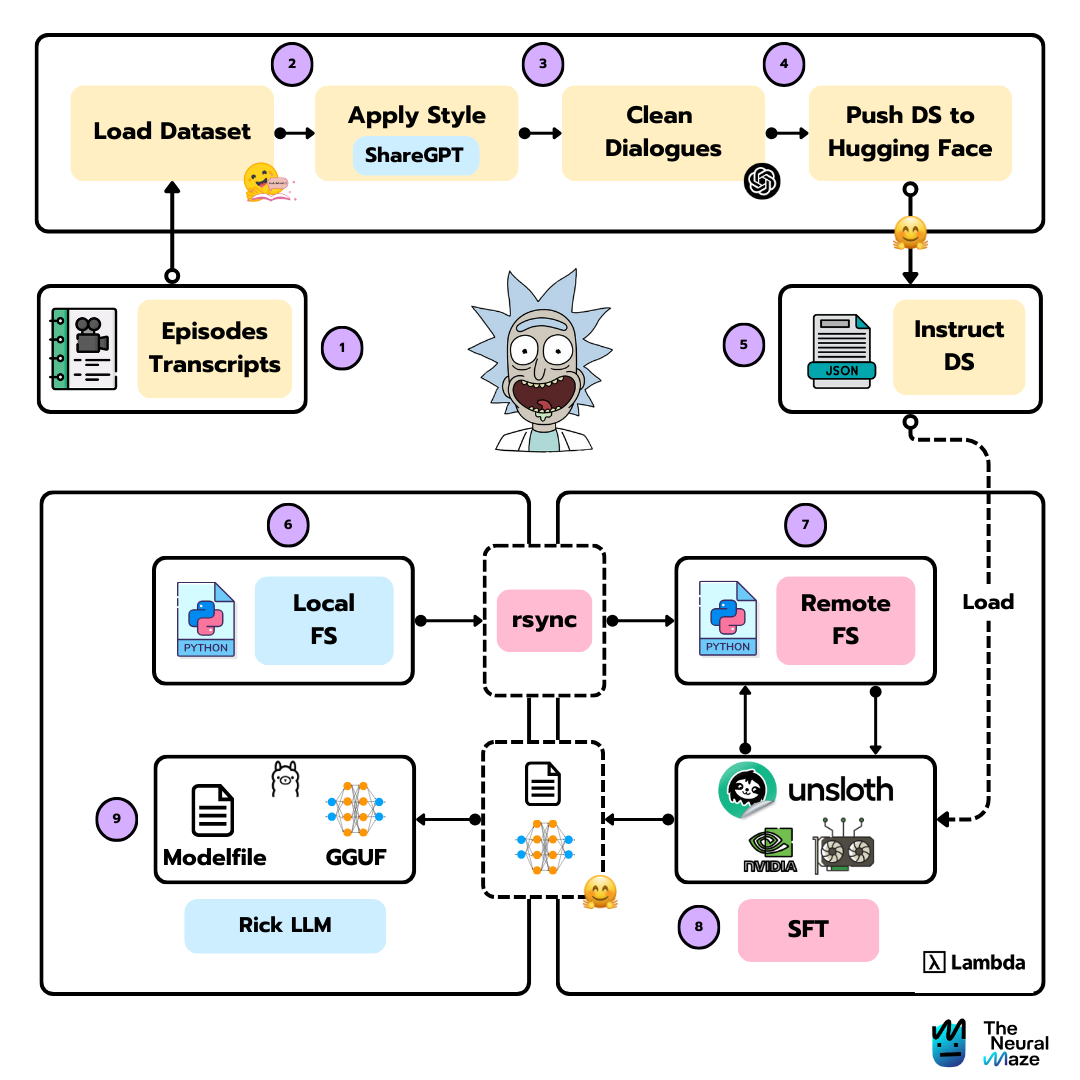 2
3
4
Load Dataset
Apply Style
ShareGPT
Clean
Dialogues
Push DS to
Hugging Face
Episodes
Transcripts
1
5
JSON
Instruct
DS
6
7
PYTHON
Local
FS
rsync
PYTHON
Remote
FS
Load
9
Modelfile
GGUF
unsloth
NVIDIA
Rick LLM
8
SFT
λ Lambda
The
Neural
Maze